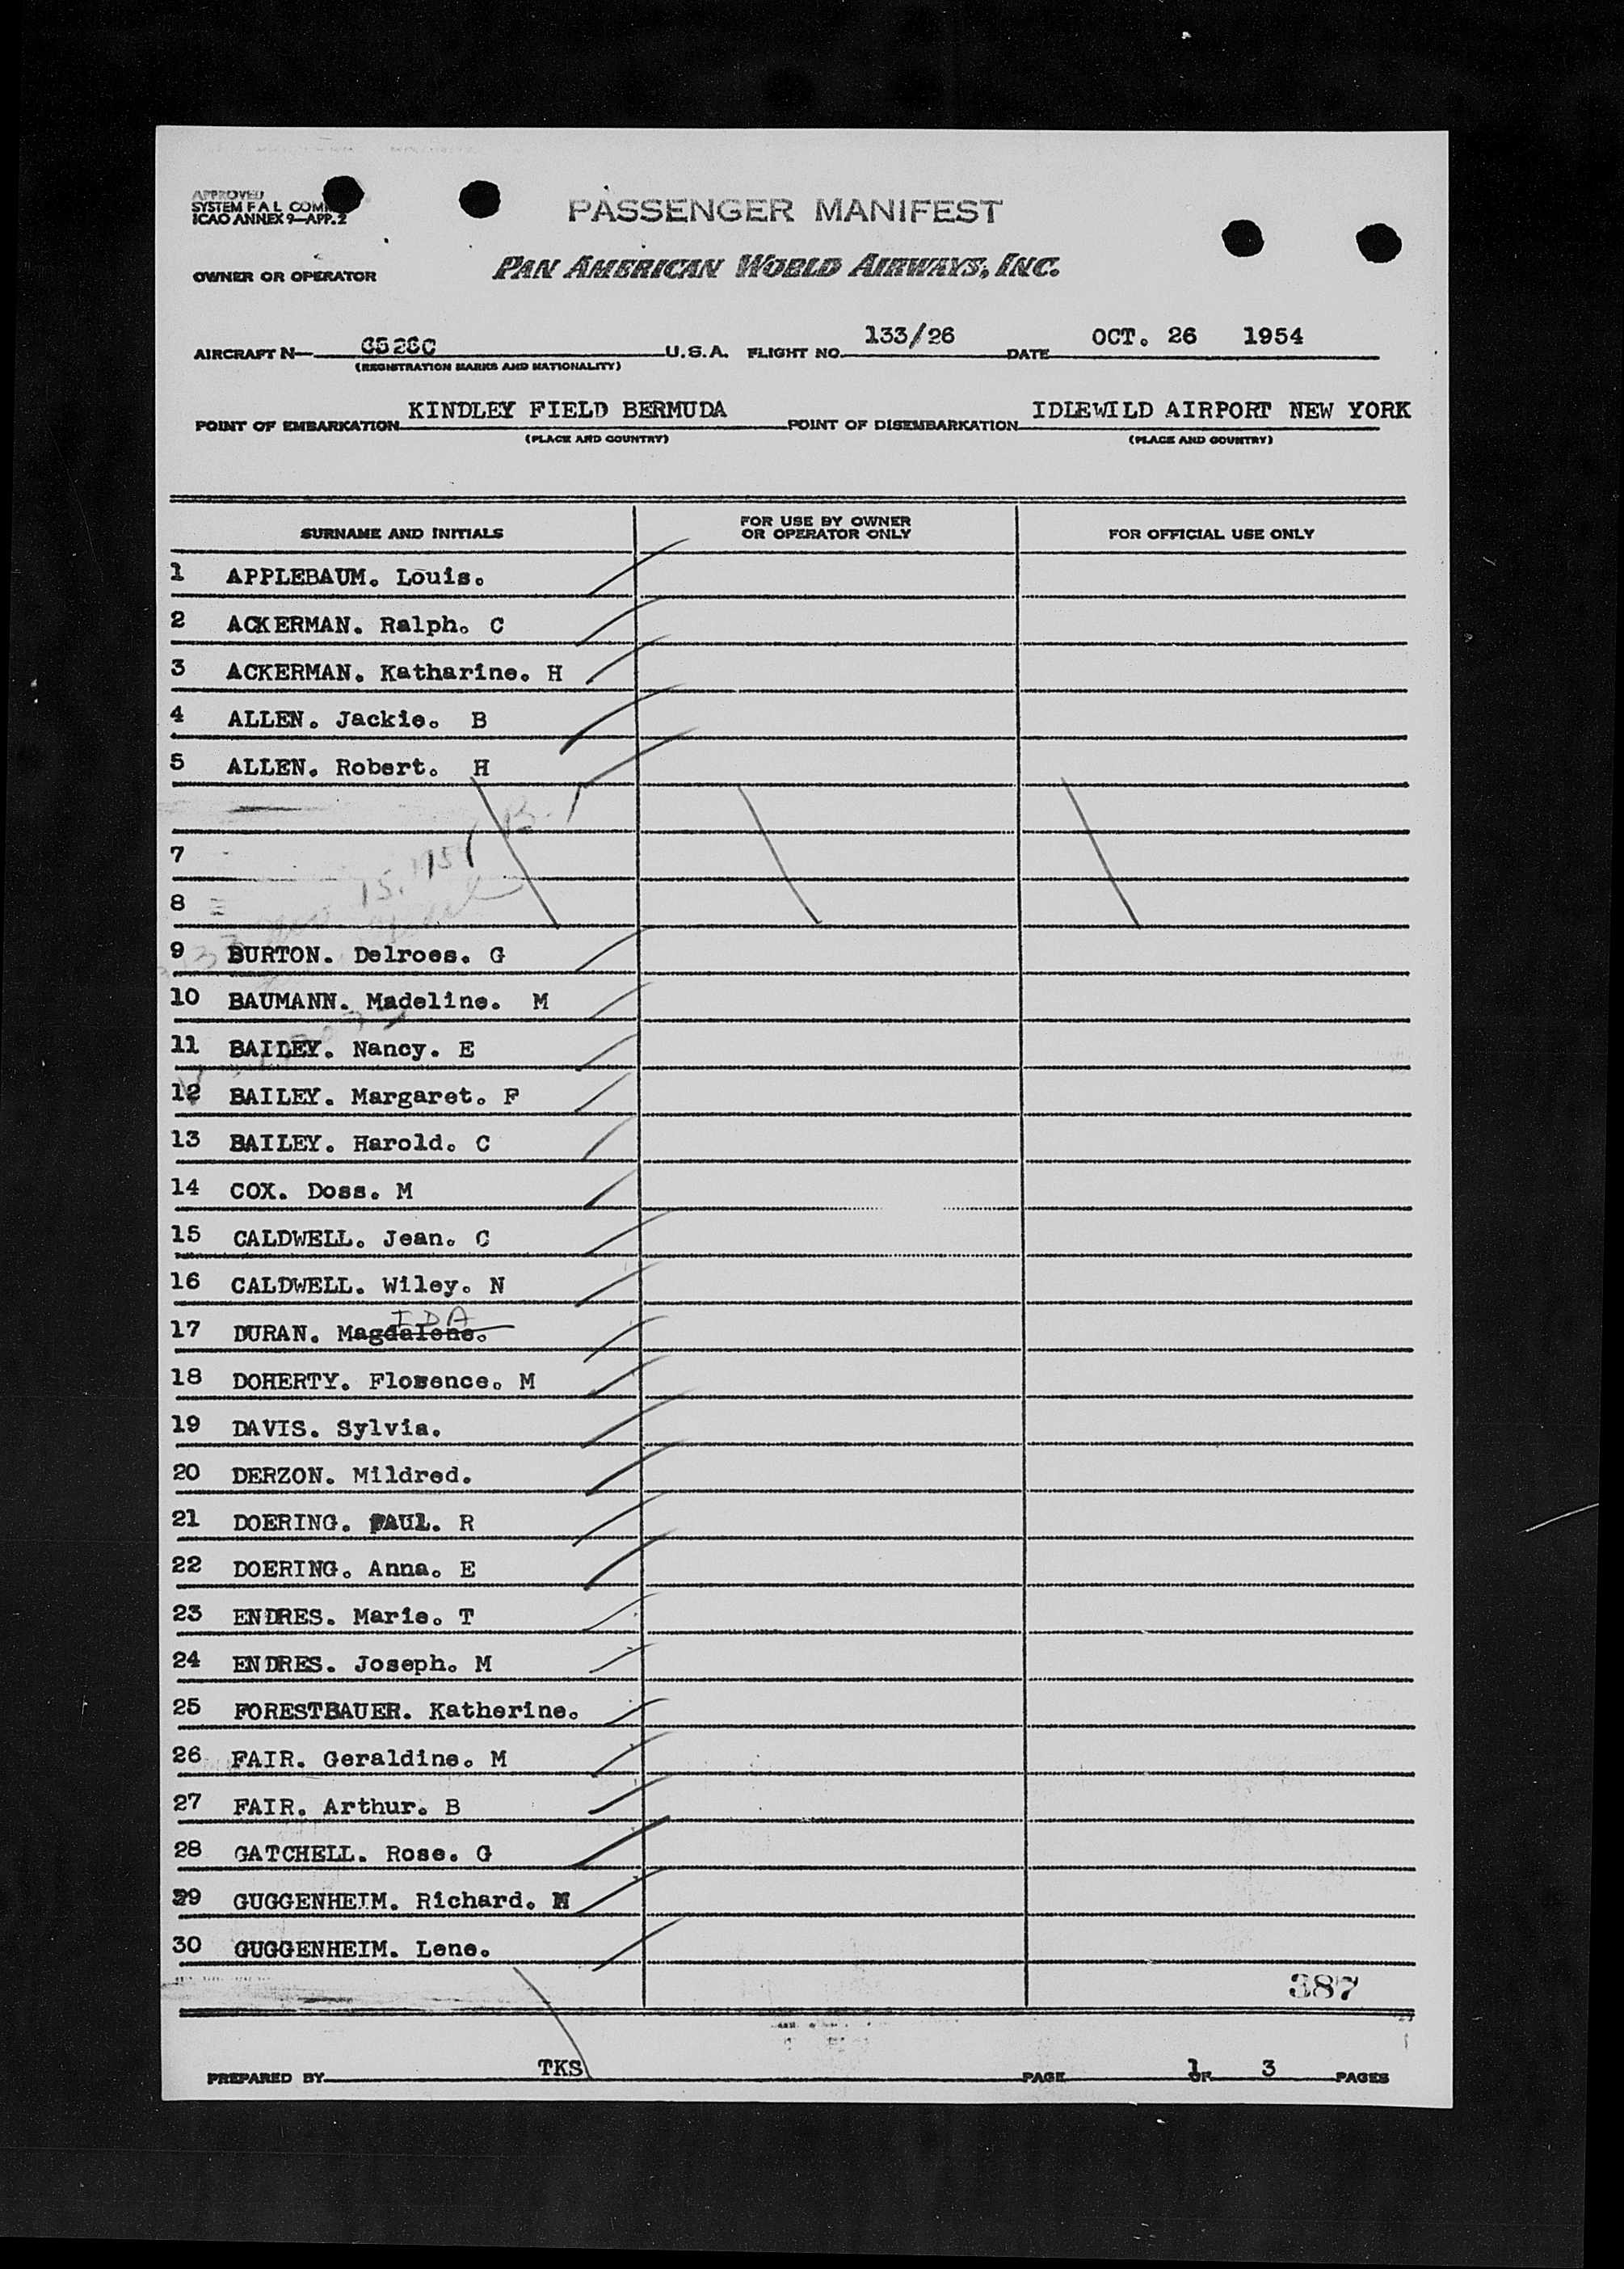 APPROVED
SYSTEM F A L COM
ICAO ANNEX 9—APP. 2
PASSENGER MANIFEST
OWNER OR OPERATOR PAN AMERICAN WORLD AIRWAYS, INC.
AIRCRAFT N— 6526C U.S.A. FLIGHT NO. 133/26 DATE OCT. 26 1954
(REGISTRATION MARKS AND NATIONALITY)
POINT OF EMBARKATION KINDLEY FIELD BERMUDA POINT OF DISEMBARKATION IDLEWILD AIRPORT NEW YORK
(PLACE AND COUNTRY) (PLACE AND COUNTRY)
SURNAME AND INITIALS FOR USE BY OWNER OR OPERATOR ONLY FOR OFFICIAL USE ONLY
1 APPLEBAUM. Louis.
2 ACKERMAN. Ralph. C
3 ACKERMAN. Katharine. H
4 ALLEN. Jackie. B
5 ALLEN. Robert. H
B-1
7
15, 1951
8
9 BURTON. Delroes. G
10 BAUMANN. Madeline. M
11 BAILEY. Nancy. E
12 BAILEY. Margaret. F
13 BAILEY. Harold. C
14 COX. Doss. M
15 CALDWELL. Jean. C
16 CALDWELL. Wiley. N
IDA
17 DURAN. Magdalene.
18 DOHERTY. Florence. M
19 DAVIS. Sylvia.
20 DERZON. Mildred.
21 DOERING. PAUL. R
22 DOERING. Anna. E
23 ENDRES. Marie. T
24 ENDRES. Joseph. M
25 FORESTBAUER. Katherine.
26 FAIR. Geraldine. M
27 FAIR. Arthur. B
28 GATCHELL. Rose. G
29 GUGGENHEIM. Richard. M
30 GUGGENHEIM. Lene.
387
PREPARED BY TKS PAGE 1 OF 3 PAGES